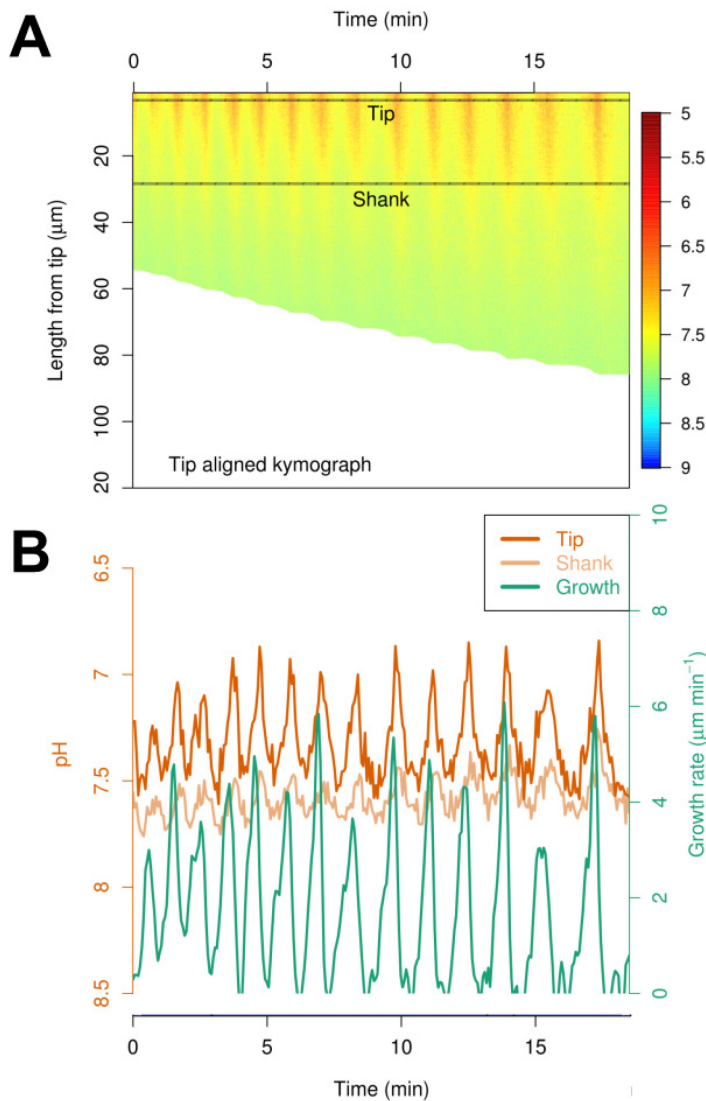 A
Time (min)
0 5 10 15
Tip
Shank
Length from tip (μm)
20
40
60
80
100
20
Tip aligned kymograph
5
5.5
6
6.5
7
7.5
8
8.5
9
B
Tip
Shank
Growth
pH
6.5
7
7.5
8
8.5
Growth rate (μm min⁻¹)
10
8
6
4
2
0
0 5 10 15
Time (min)